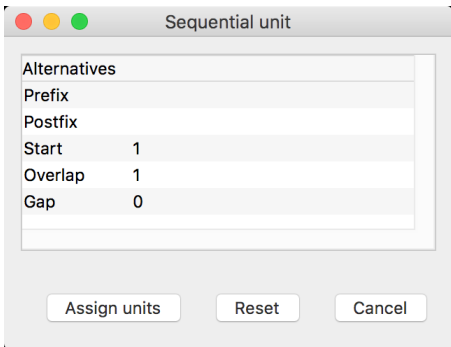 Sequential unit
Alternatives
Prefix
Postfix
Start 1
Overlap 1
Gap 0
Assign units Reset Cancel